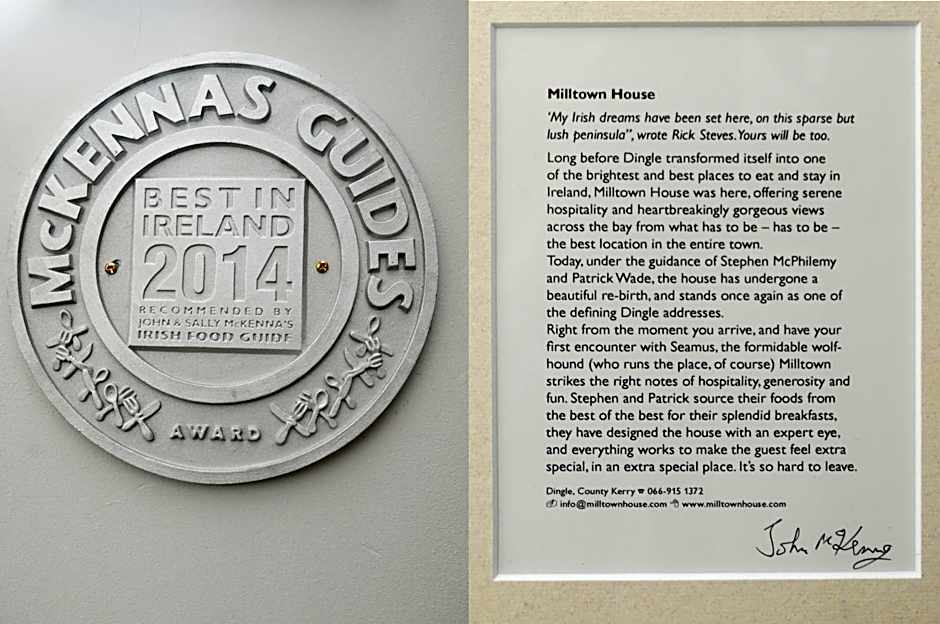 McKENNAS GUIDES
BEST IN
IRELAND
2014
RECOMMENDED BY
JOHN & SALLY McKENNA'S
IRISH FOOD GUIDE
AWARD
Milltown House
‘My Irish dreams have been set here, on this sparse but
lush peninsula”, wrote Rick Steves. Yours will be too.
Long before Dingle transformed itself into one
of the brightest and best places to eat and stay in
Ireland, Milltown House was here, offering serene
hospitality and heartbreakingly gorgeous views
across the bay from what has to be – has to be –
the best location in the entire town.
Today, under the guidance of Stephen McPhilemy
and Patrick Wade, the house has undergone a
beautiful re-birth, and stands once again as one of
the defining Dingle addresses.
Right from the moment you arrive, and have your
first encounter with Seamus, the formidable wolf-
hound (who runs the place, of course) Milltown
strikes the right notes of hospitality, generosity and
fun. Stephen and Patrick source their foods from
the best of the best for their splendid breakfasts,
they have designed the house with an expert eye,
and everything works to make the guest feel extra
special, in an extra special place. It’s so hard to leave.
Dingle, County Kerry ☎ 066-915 1372
info@milltownhouse.com www.milltownhouse.com
John McKenna